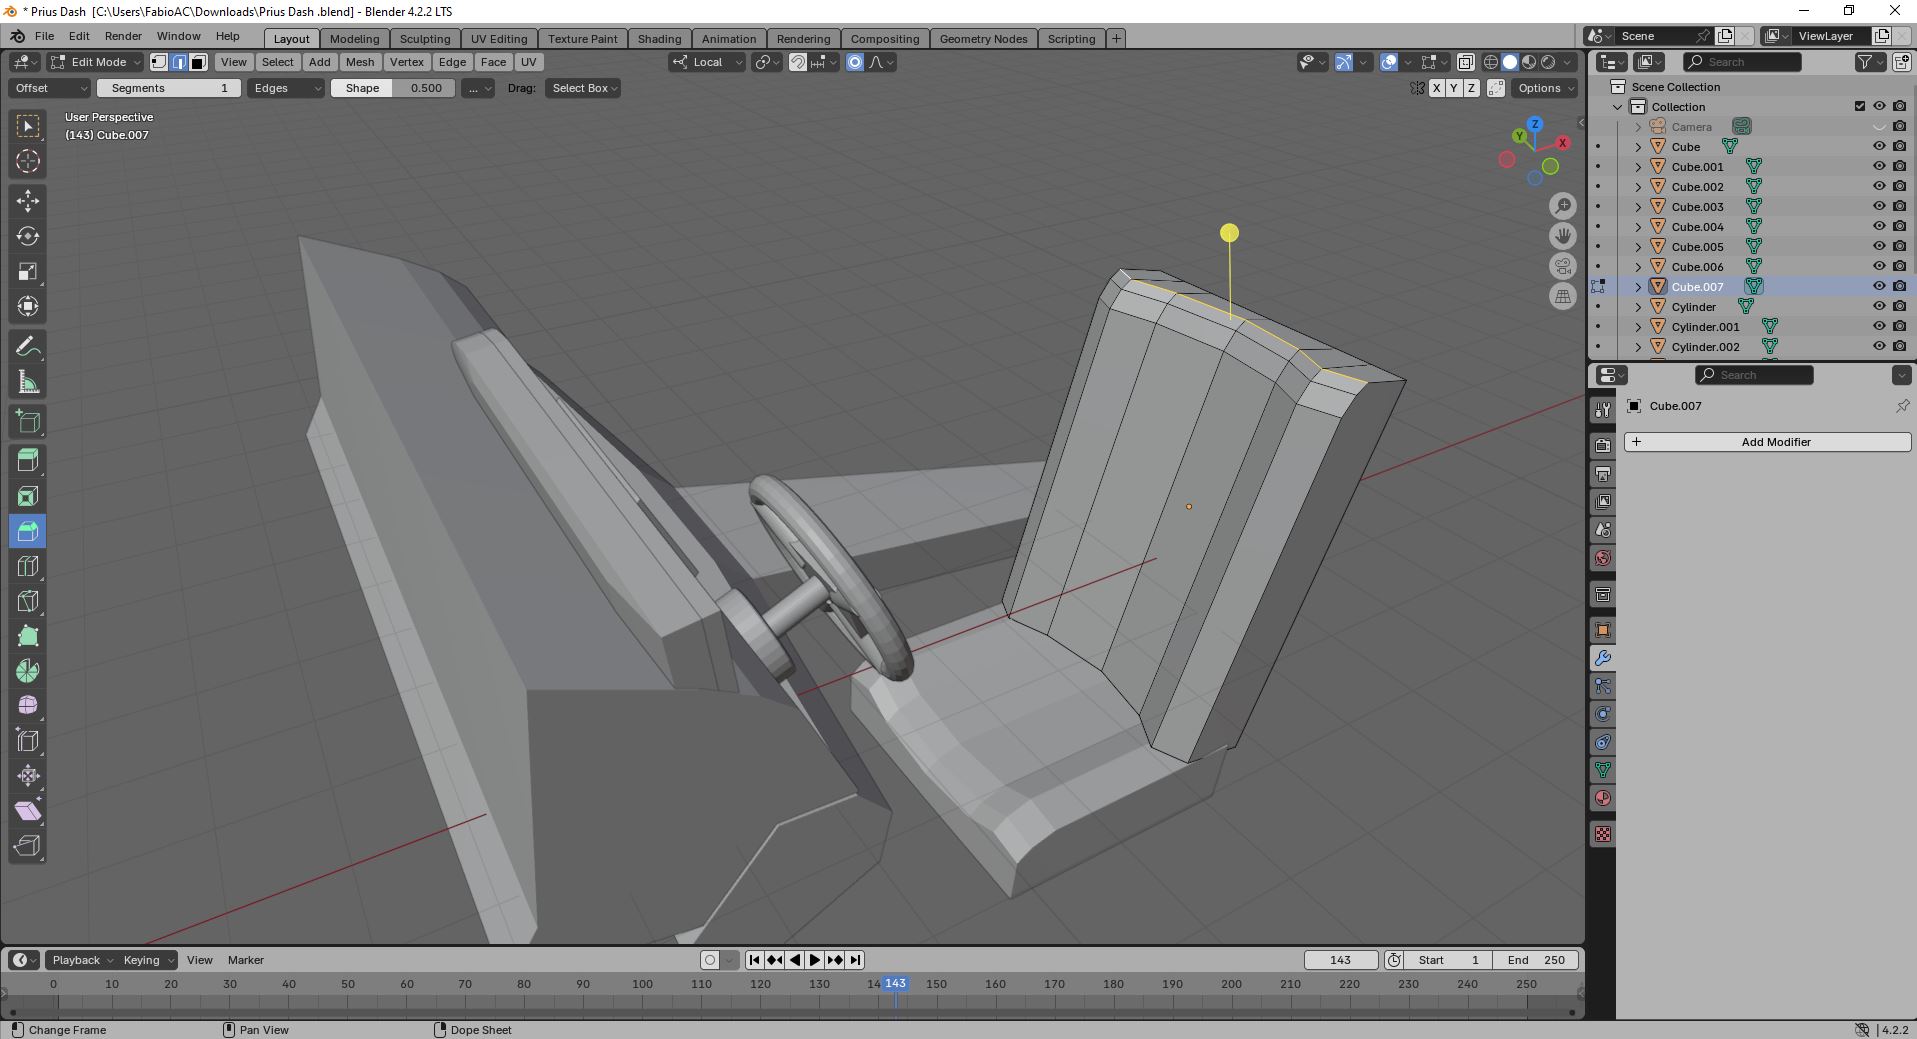 * Prius Dash  [C:\Users\FabioAC\Downloads\Prius Dash .blend] - Blender 4.2.2 LTS
File Edit Render Window Help Layout Modeling Sculpting UV Editing Texture Paint Shading Animation Rendering Compositing Geometry Nodes Scripting + Scene ViewLayer
Edit Mode View Select Add Mesh Vertex Edge Face UV Local Search
Offset Segments 1 Edges Shape 0.500 ... Drag: Select Box X Y Z Options
Scene Collection
Collection
User Perspective
(143) Cube.007
Z
Y
X
Camera
Cube
Cube.001
Cube.002
Cube.003
Cube.004
Cube.005
Cube.006
Cube.007
Cylinder
Cylinder.001
Cylinder.002
Search
Cube.007
+ Add Modifier
Playback Keying View Marker 143 Start 1 End 250
0 10 20 30 40 50 60 70 80 90 100 110 120 130 14 143 150 160 170 180 190 200 210 220 230 240 250
Change Frame Pan View Dope Sheet 4.2.2